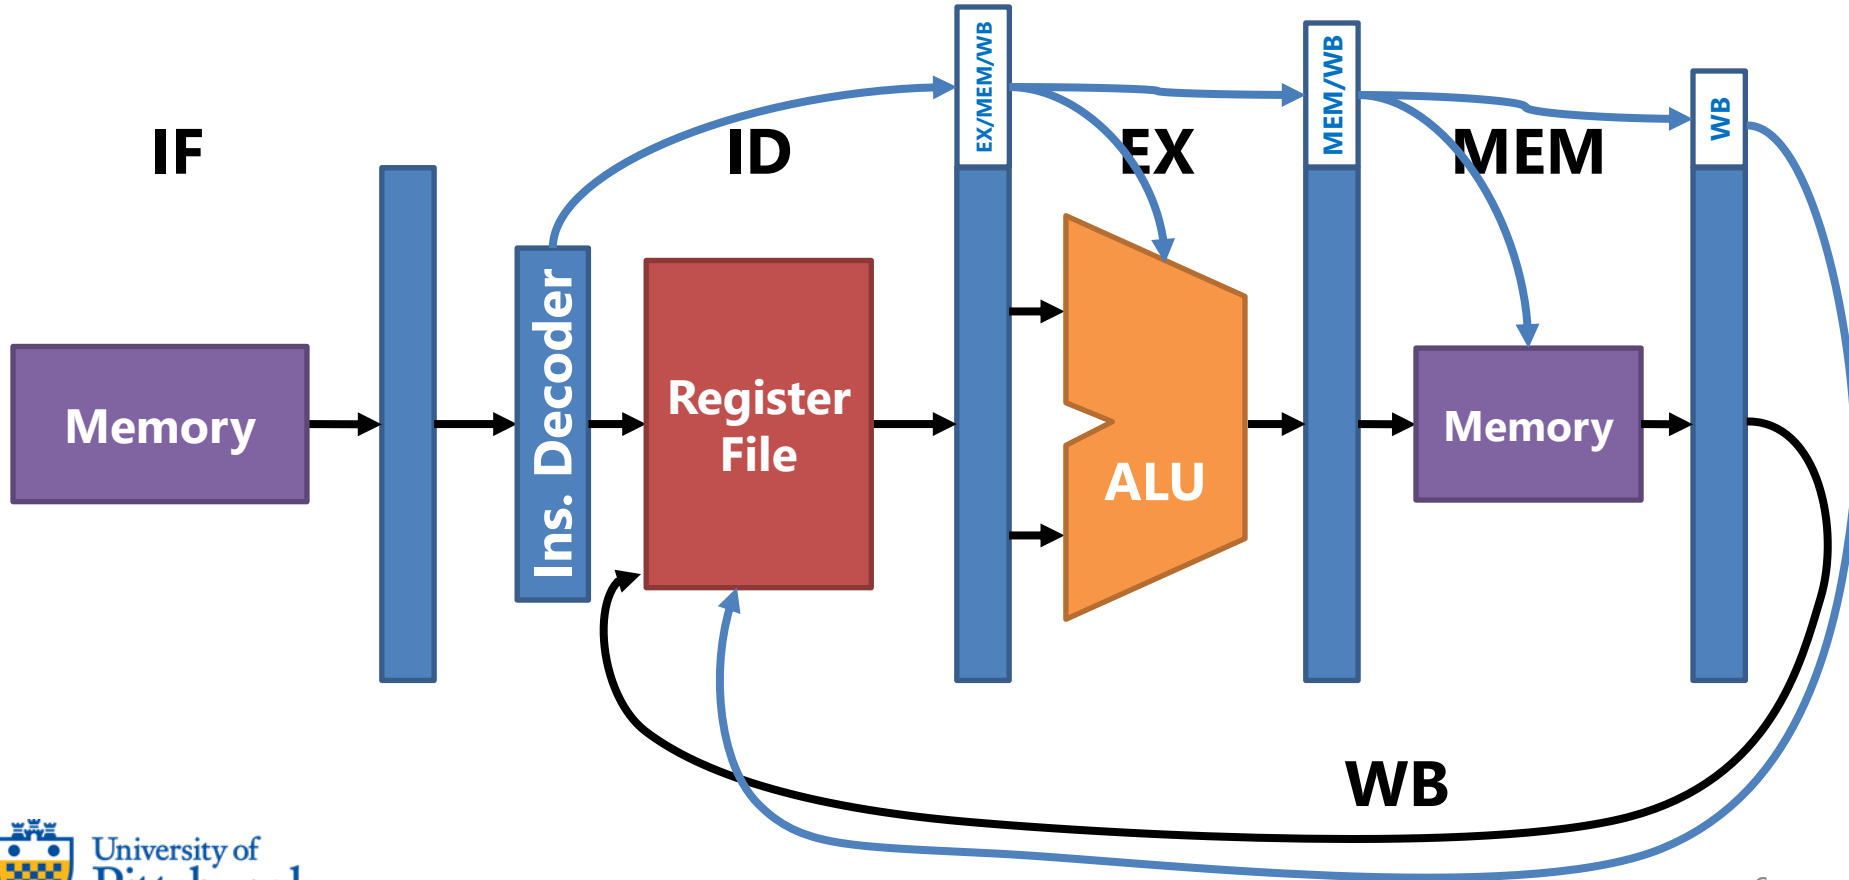 IF
ID
EX
MEM
EX/MEM/WB
MEM/WB
WB
Memory
Ins. Decoder
Register
File
ALU
Memory
WB
University of